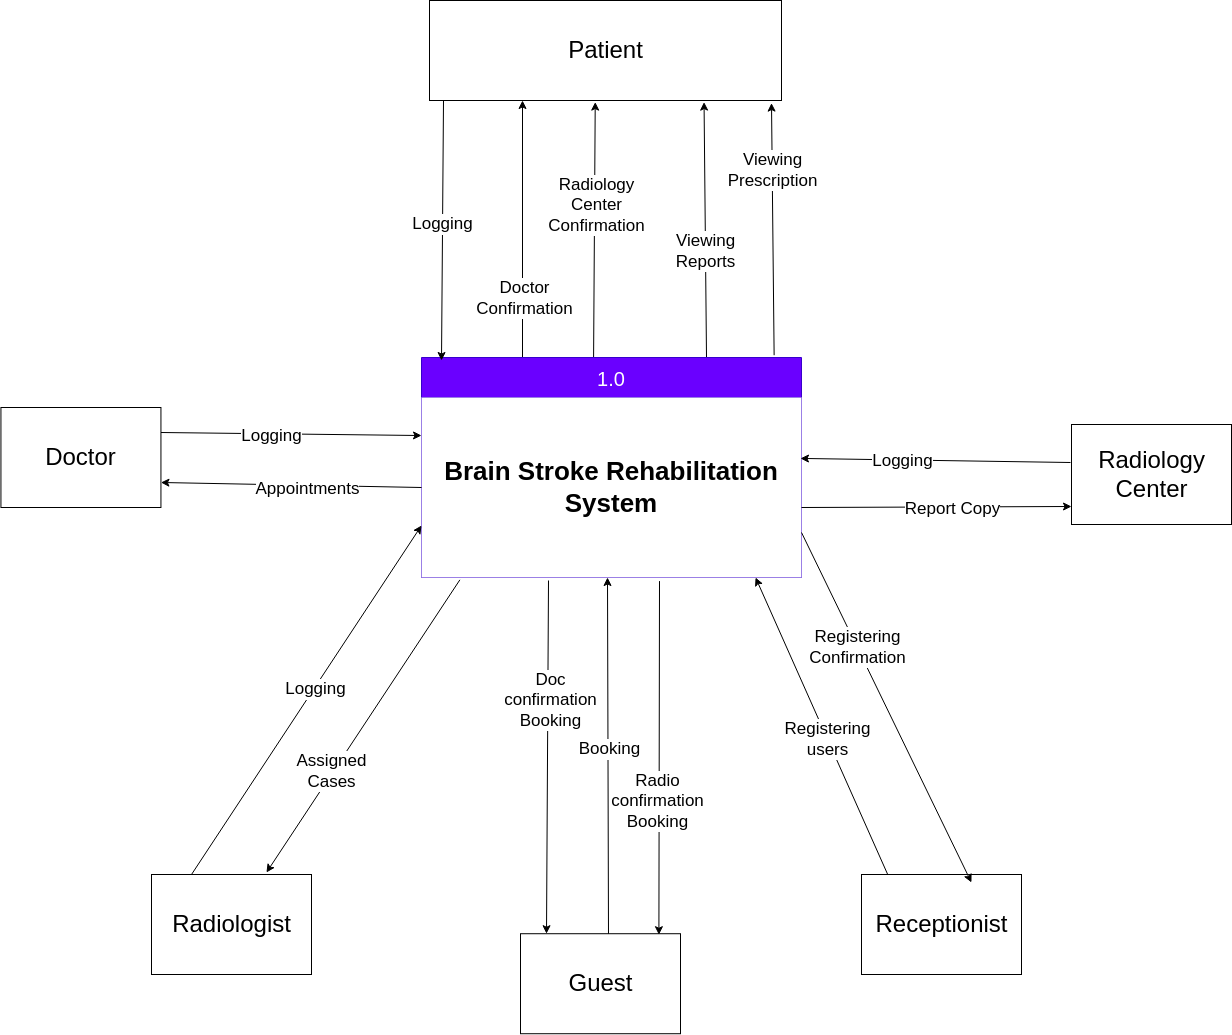 Patient
Logging
Doctor
Confirmation
Radiology
Center
Confirmation
Viewing
Reports
Viewing
Prescription
1.0
Brain Stroke Rehabilitation
System
Doctor
Logging
Appointments
Logging
Report Copy
Radiology
Center
Logging
Assigned
Cases
Doc
confirmation
Booking
Booking
Radio
confirmation
Booking
Registering
Confirmation
Registering
users
Radiologist
Guest
Receptionist